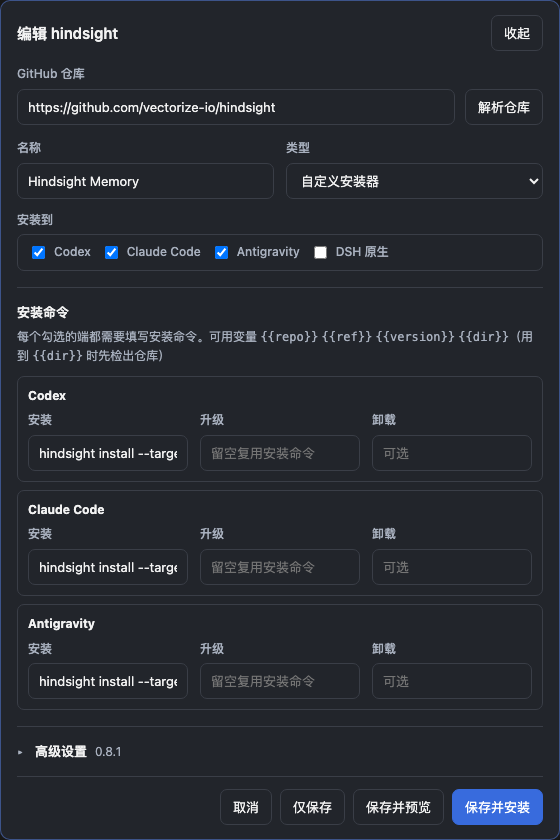 编辑 hindsight
收起
GitHub 仓库
https://github.com/vectorize-io/hindsight
解析仓库
名称
类型
Hindsight Memory
自定义安装器
安装到
Codex
Claude Code
Antigravity
DSH 原生
安装命令
每个勾选的端都需要填写安装命令。可用变量 {{repo}} {{ref}} {{version}} {{dir}}（用
到 {{dir}} 时先检出仓库）
Codex
安装
升级
卸载
hindsight install --targe
留空复用安装命令
可选
Claude Code
安装
升级
卸载
hindsight install --targe
留空复用安装命令
可选
Antigravity
安装
升级
卸载
hindsight install --targe
留空复用安装命令
可选
高级设置 0.8.1
取消
仅保存
保存并预览
保存并安装